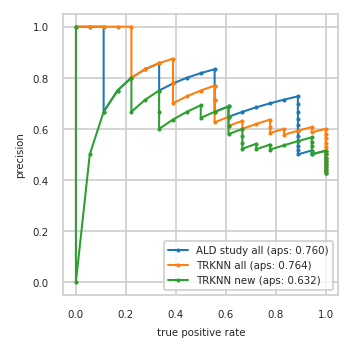 1.0
0.8
0.6
0.4
0.2
0.0
precision
0.0 0.2 0.4 0.6 0.8 1.0
true positive rate
ALD study all (aps: 0.760)
TRKNN all (aps: 0.764)
TRKNN new (aps: 0.632)